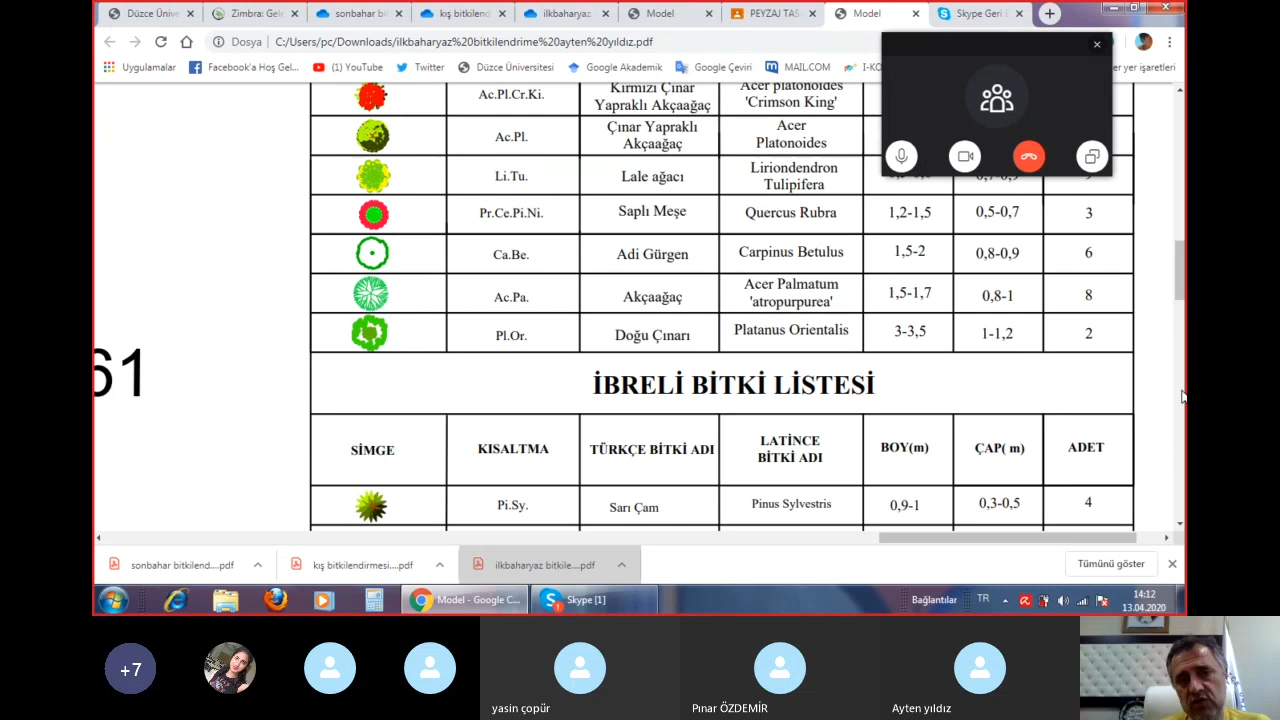 Düzce Ünive
Zimbra: Gele
sonbahar bit
kış bitkilend
ilkbaharyaz
Model
PEYZAJ TAS
Model
Skype Geri B
Dosya
C:/Users/pc/Downloads/ilkbaharyaz%20bitkilendrime%20ayten%20yıldız.pdf
Uygulamalar
Facebook'a Hoş Gel...
(1) YouTube
Twitter
Düzce Üniversitesi
Google Akademik
Google Çeviri
MAIL.COM
I-KO
er yer işaretleri
Ac.Pl.Cr.Ki.
Kırmızı Çınar
Yapraklı Akçaağaç
Acer platonoides
'Crimson King'
Ac.Pl.
Çınar Yapraklı
Akçaağaç
Acer
Platonoides
Li.Tu.
Lale ağacı
Liriondendron
Tulipifera
Pr.Ce.Pi.Ni.
Saplı Meşe
Quercus Rubra
1,2-1,5
0,5-0,7
3
Ca.Be.
Adi Gürgen
Carpinus Betulus
1,5-2
0,8-0,9
6
Ac.Pa.
Akçaağaç
Acer Palmatum
'atropurpurea'
1,5-1,7
0,8-1
8
Pl.Or.
Doğu Çınarı
Platanus Orientalis
3-3,5
1-1,2
2
61
İBRELİ BİTKİ LİSTESİ
SİMGE
KISALTMA
TÜRKÇE BİTKİ ADI
LATİNCE
BİTKİ ADI
BOY(m)
ÇAP( m)
ADET
Pi.Sy.
Sarı Çam
Pinus Sylvestris
0,9-1
0,3-0,5
4
sonbahar bitkilend....pdf
kış bitkilendirmesi....pdf
ilkbaharyaz bitkile....pdf
Tümünü göster
Model - Google C...
Skype [1]
Bağlantılar
TR
14:12
13.04.2020
+7
yasin çopür
Pınar ÖZDEMİR
Ayten yıldız